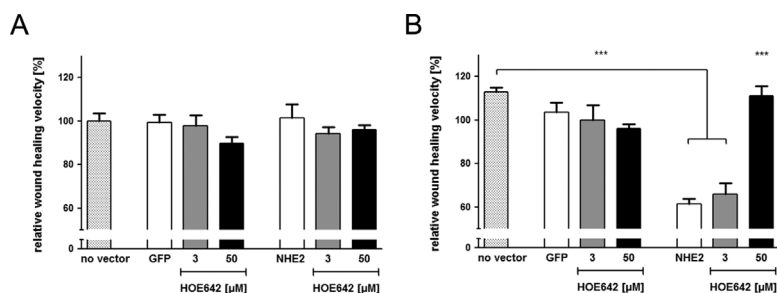 A
relative wound healing velocity [%]
120
100
80
60
0
no vector GFP 3 50 NHE2 3 50
HOE642 [µM] HOE642 [µM]
B
relative wound healing velocity [%]
*** ***
120
100
80
60
0
no vector GFP 3 50 NHE2 3 50
HOE642 [µM] HOE642 [µM]